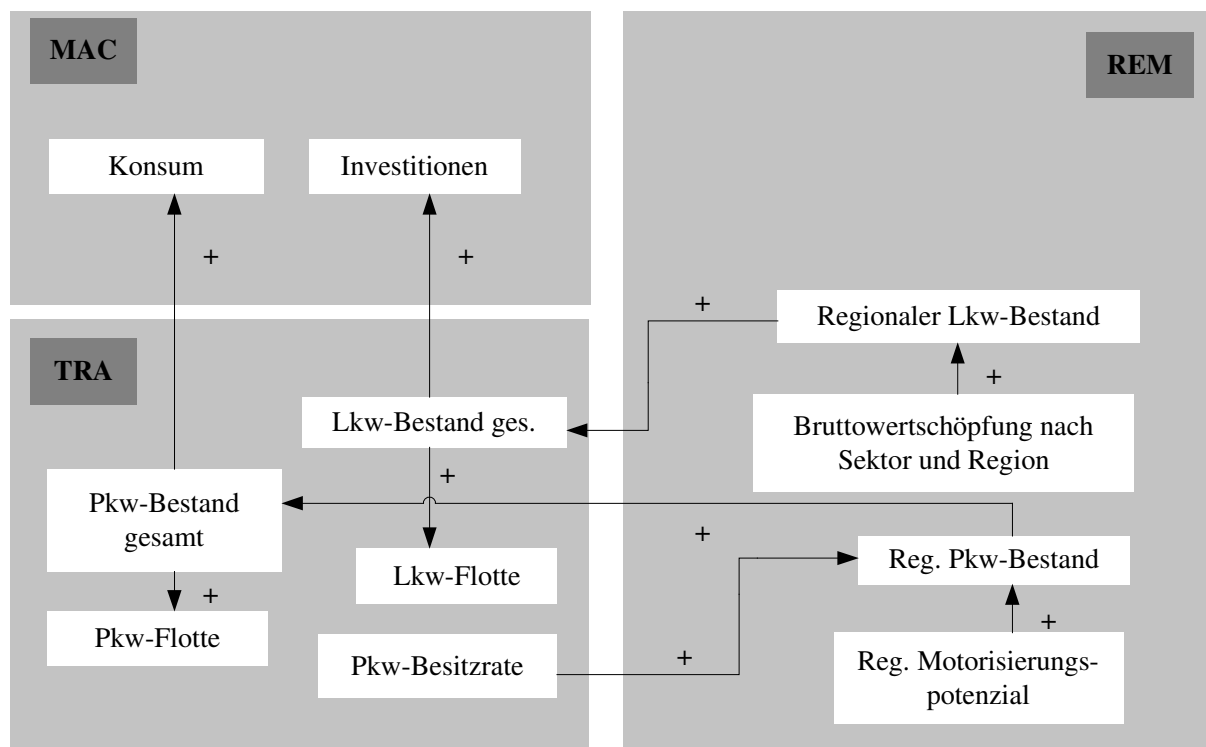 MAC
REM
Konsum
Investitionen
+
+
+
Regionaler Lkw-Bestand
TRA
+
Lkw-Bestand ges.
Bruttowertschöpfung nach
Sektor und Region
+
Pkw-Bestand
gesamt
+
Reg. Pkw-Bestand
Lkw-Flotte
+
Pkw-Flotte
+
Pkw-Besitzrate
+
Reg. Motorisierungs-
potenzial